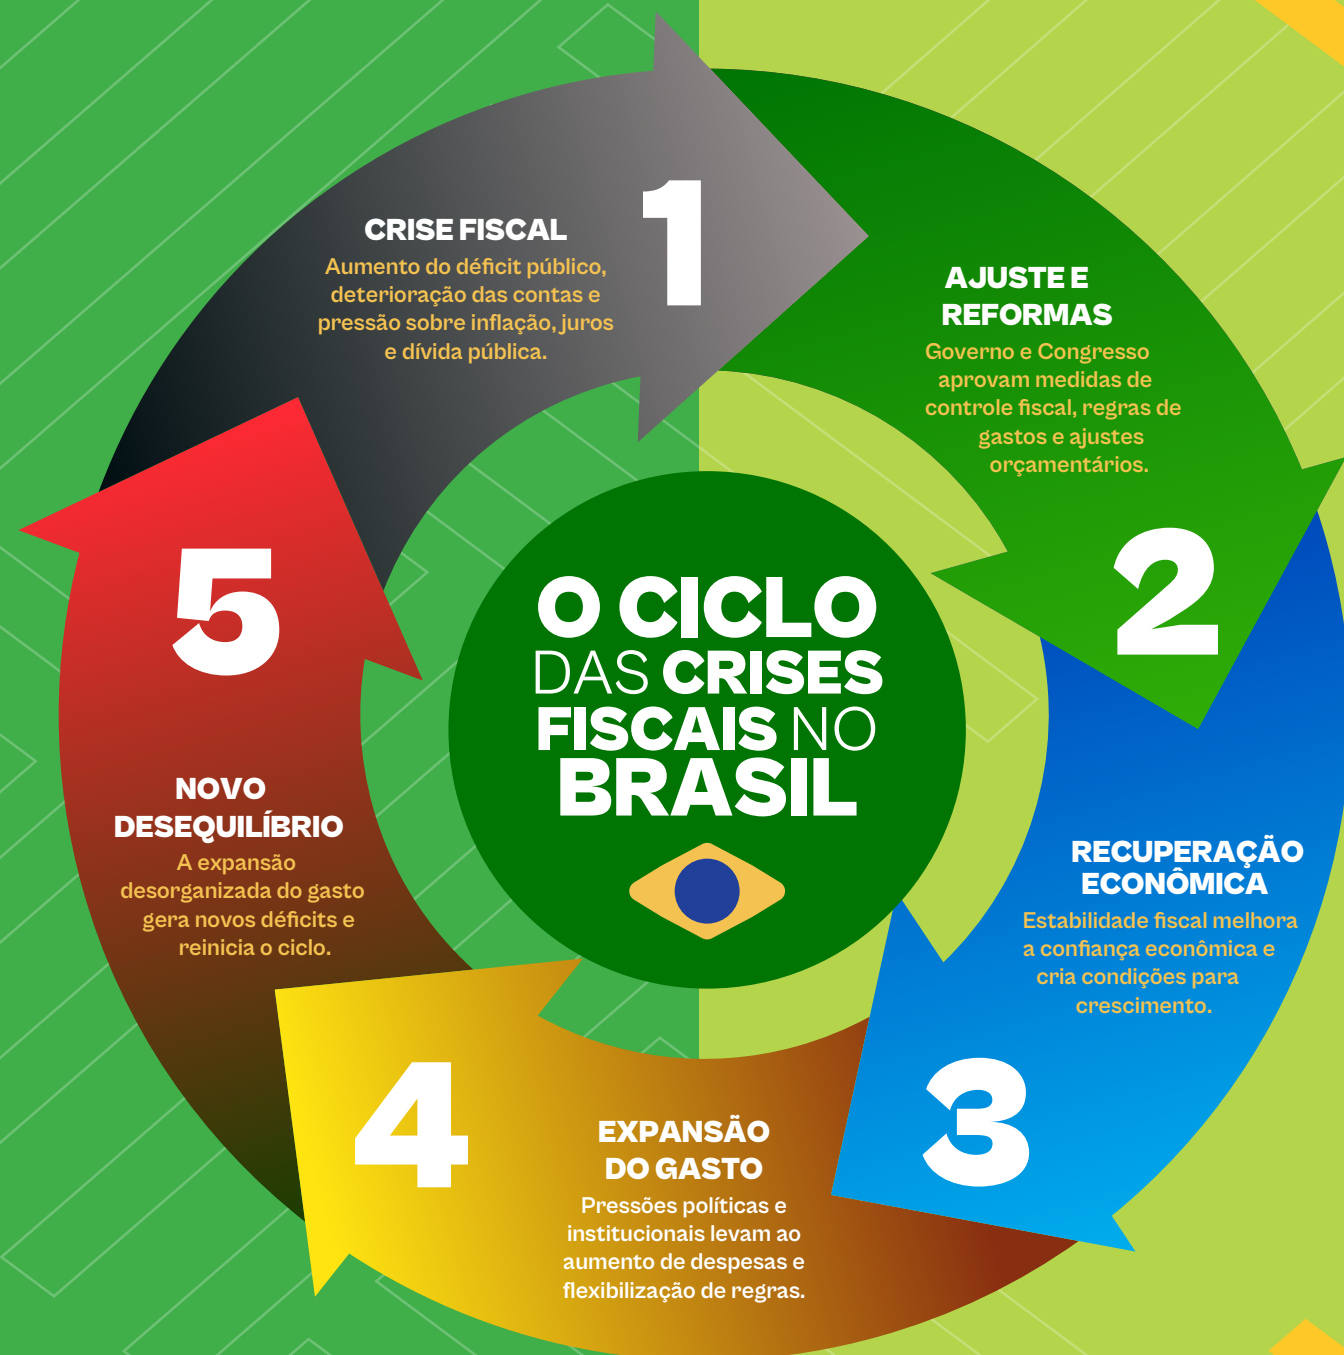 O CICLO
DAS CRISES
FISCAIS NO
BRASIL
1
CRISE FISCAL
Aumento do déficit público,
deterioração das contas e
pressão sobre inflação, juros
e dívida pública.
AJUSTE E
REFORMAS
Governo e Congresso
aprovam medidas de
controle fiscal, regras de
gastos e ajustes
orçamentários.
2
RECUPERAÇÃO
ECONÔMICA
Estabilidade fiscal melhora
a confiança econômica e
cria condições para
crescimento.
3
4
EXPANSÃO
DO GASTO
Pressões políticas e
institucionais levam ao
aumento de despesas e
flexibilização de regras.
5
NOVO
DESEQUILÍBRIO
A expansão
desorganizada do gasto
gera novos déficits e
reinicia o ciclo.